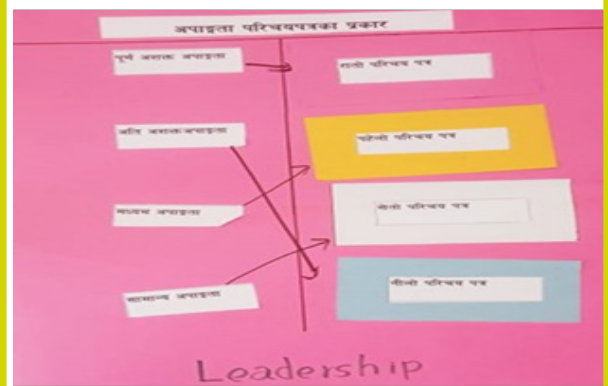 अपाङ्गता परिचयपत्रका प्रकार
पूर्ण अशक्त अपाङ्गता
रातो परिचय पत्र
अति अशक्त अपाङ्गता
पहेलो परिचय पत्र
मध्यम अपाङ्गता
सेतो परिचय पत्र
सामान्य अपाङ्गता
नीलो परिचय पत्र
Leadership